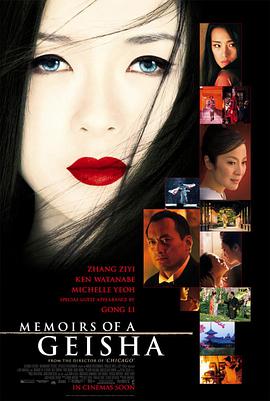 ZHANG ZIYI
KEN WATANABE
MICHELLE YEOH
SPECIAL GUEST APPEARANCE BY
GONG LI
MEMOIRS OF A
GEISHA
FROM THE DIRECTOR OF 'CHICAGO'
IN CINEMAS SOON